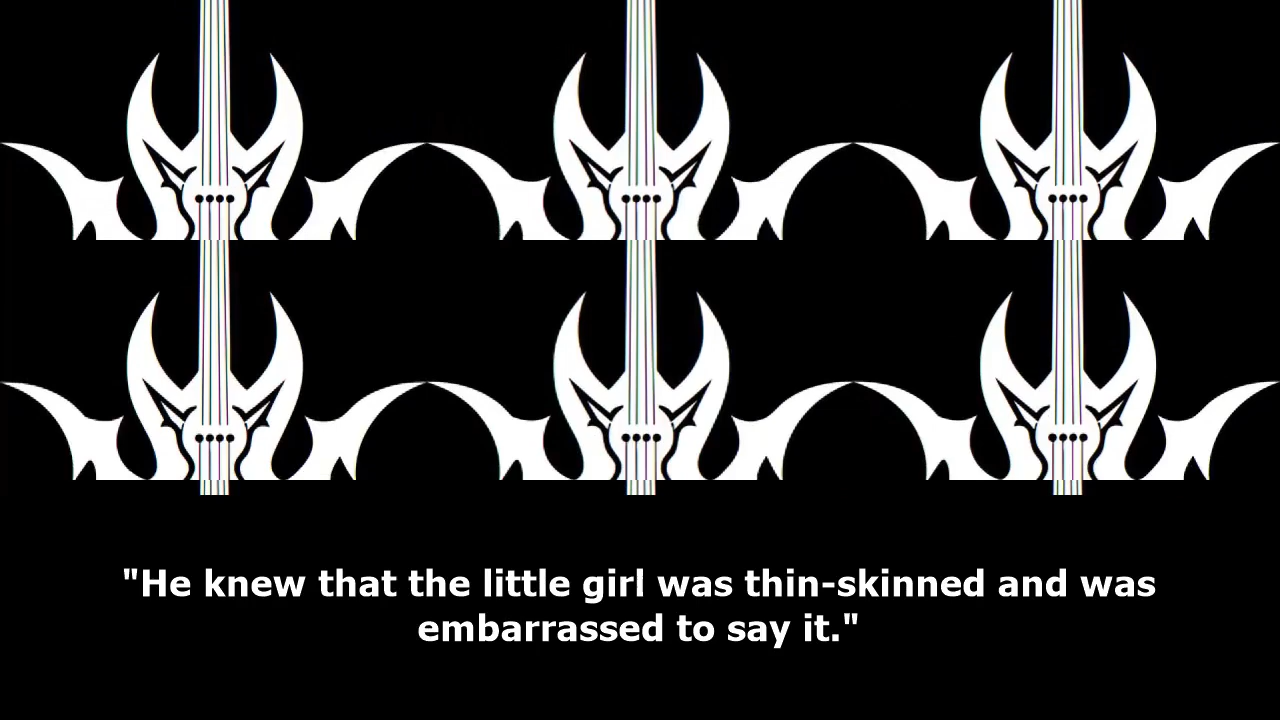 "He knew that the little girl was thin-skinned and was
embarrassed to say it."